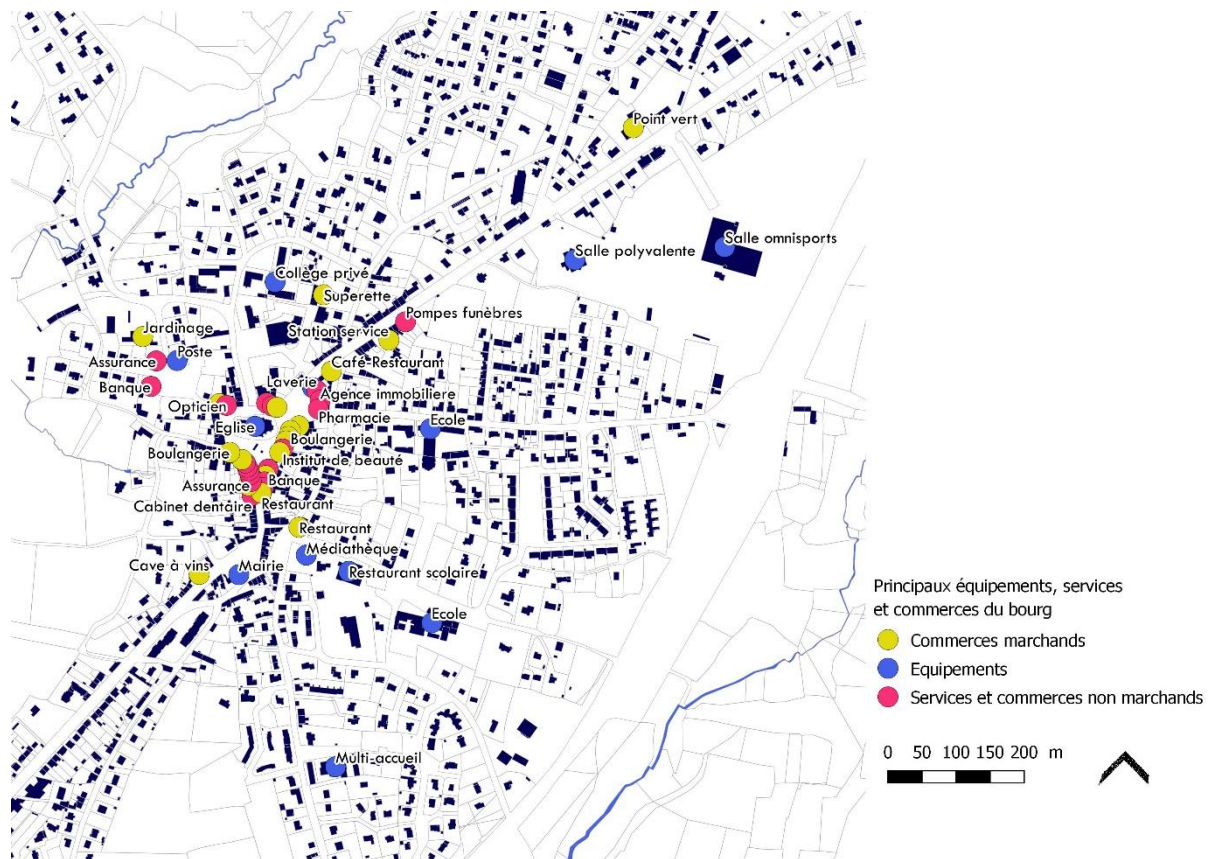 Point vert
Salle omnisports
Salle polyvalente
Collège privé
Superette
Pompes funèbres
Station service
Jardinage
Assurance
Poste
Café-Restaurant
Banque
Laverie
Agence immobiliere
Opticien
Pharmacie
Eglise
Ecole
Boulangerie
Boulangerie
Institut de beauté
Assurance
Banque
Cabinet dentaire
Restaurant
Restaurant
Médiathèque
Cave à vins
Mairie
Restaurant scolaire
Ecole
Multi-accueil
Principaux équipements, services
et commerces du bourg
Commerces marchands
Equipements
Services et commerces non marchands
0 50 100 150 200 m